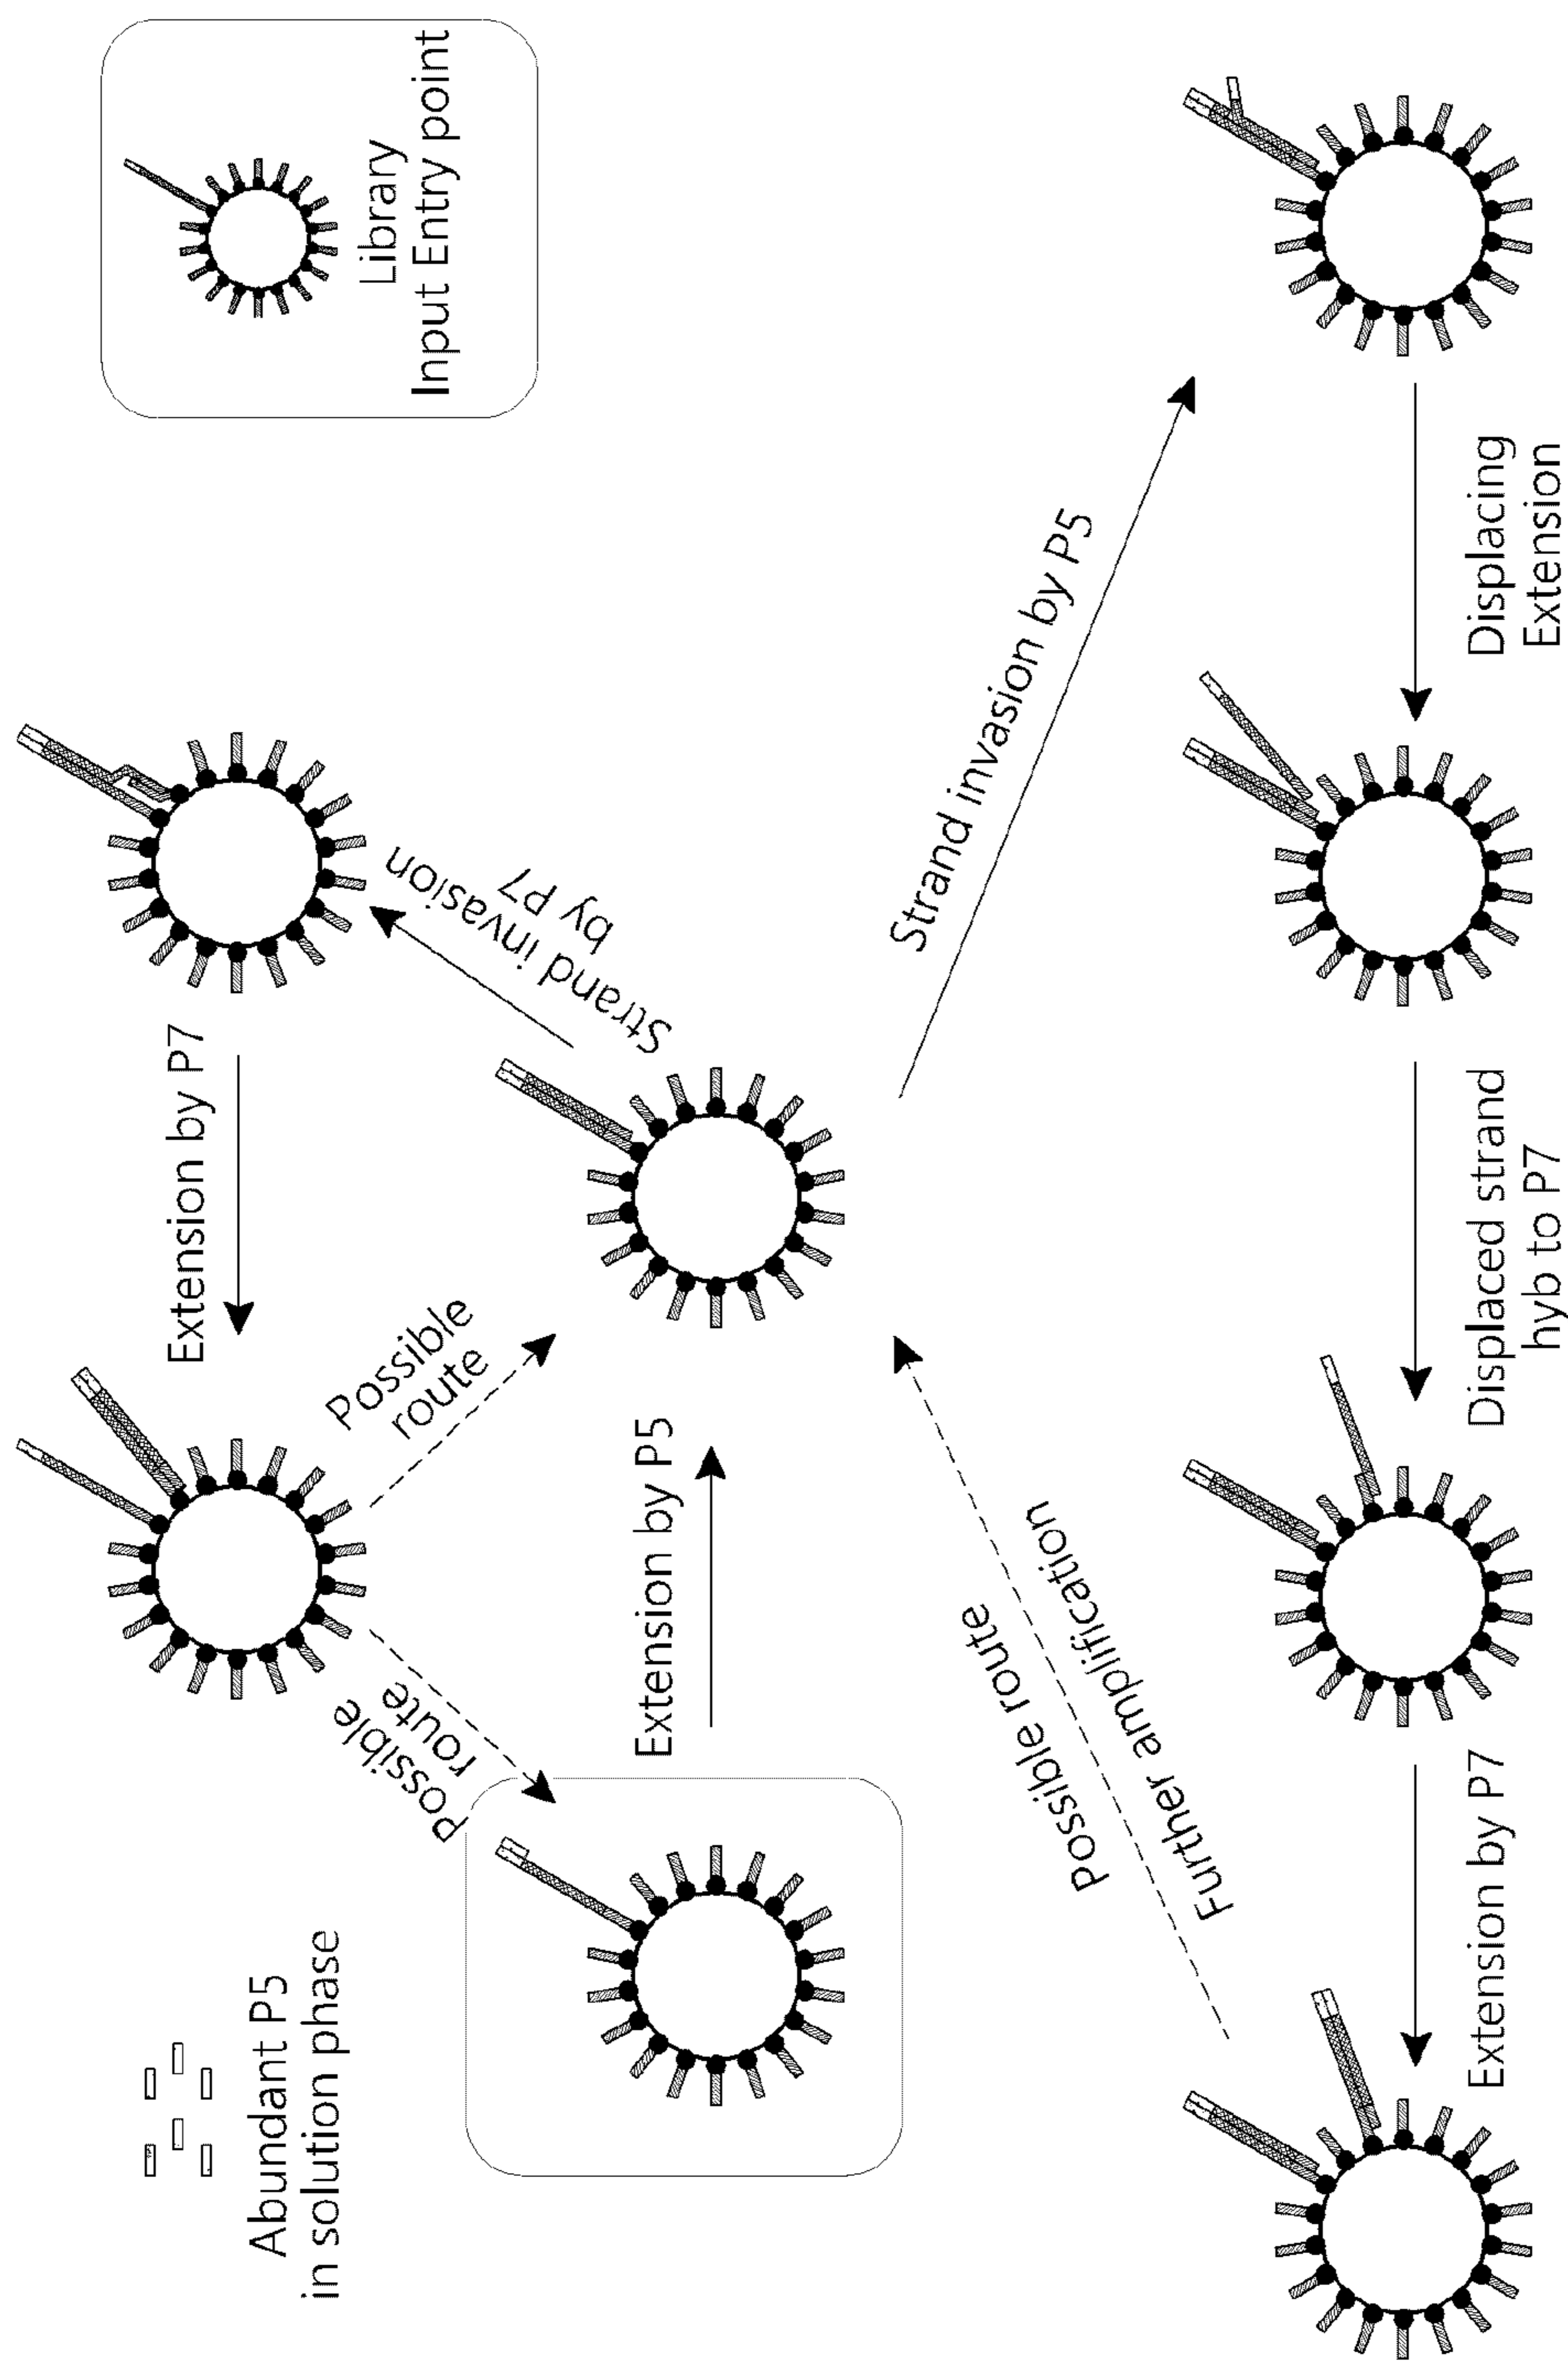 Abundant P5
in solution phase
Possible
route
Extension by P7
Possible
route
Extension by P5
Strand invasion
by P7
Library
Input Entry point
Strand invasion by P5
Possible route
Further amplification
Extension by P7
Displaced strand
hyb to P7
Displacing
Extension